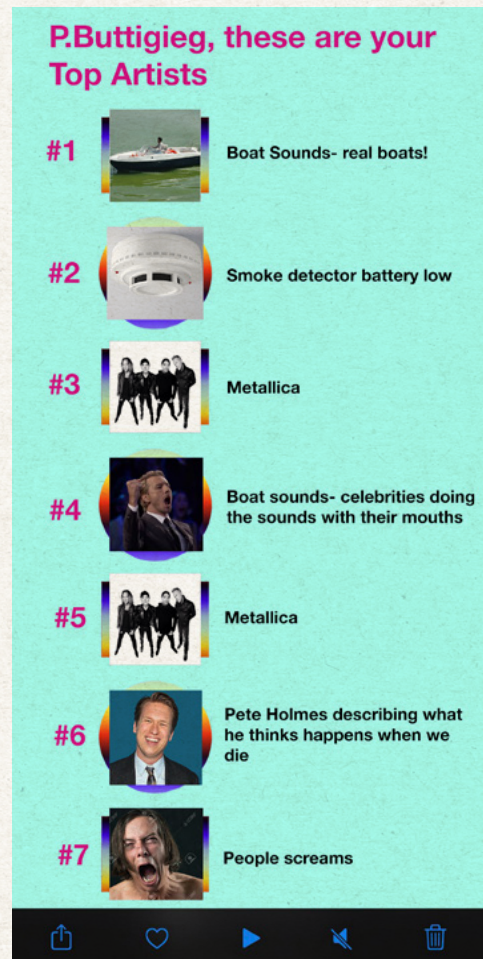 P.Buttigieg, these are your
Top Artists
#1
Boat Sounds- real boats!
#2
Smoke detector battery low
#3
Metallica
#4
Boat sounds- celebrities doing
the sounds with their mouths
#5
Metallica
#6
Pete Holmes describing what
he thinks happens when we
die
#7
People screams